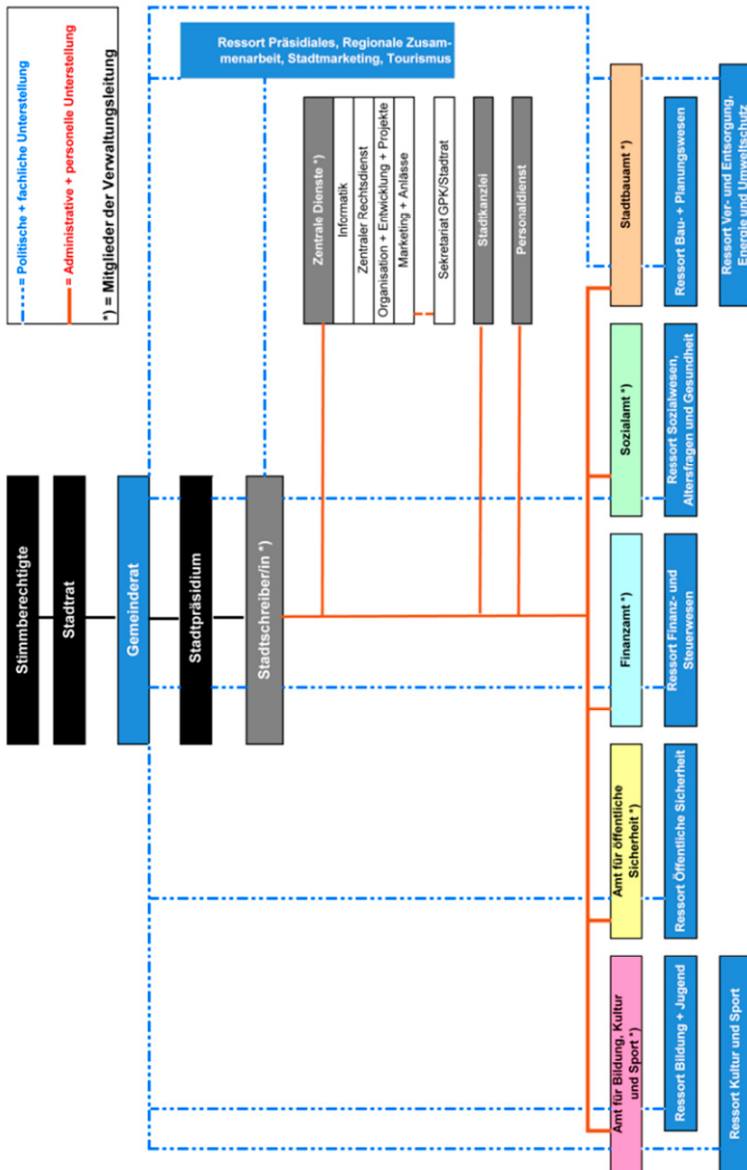 = Politische + fachliche Unterstellung
= Administrative + personelle Unterstellung
*) = Mitglieder der Verwaltungsleitung
Stimmberechtigte
Stadtrat
Gemeinderat
Stadtpräsidium
Stadtschreiber/in *)
Ressort Präsidiales, Regionale Zusam-
menarbeit, Stadtmarketing, Tourismus
Zentrale Dienste *)
Informatik
Zentraler Rechtsdienst
Organisation + Entwicklung + Projekte
Marketing + Anlässe
Sekretariat GPK/Stadtrat
Stadtkanzlei
Personaldienst
Amt für Bildung, Kultur
und Sport *)
Ressort Bildung + Jugend
Ressort Kultur und Sport
Amt für öffentliche
Sicherheit *)
Ressort Öffentliche Sicherheit
Finanzamt *)
Ressort Finanz- und
Steuerwesen
Sozialamt *)
Ressort Sozialwesen,
Altersfragen und Gesundheit
Stadtbauamt *)
Ressort Bau- + Planungswesen
Ressort Ver- und Entsorgung,
Energie und Umweltschutz